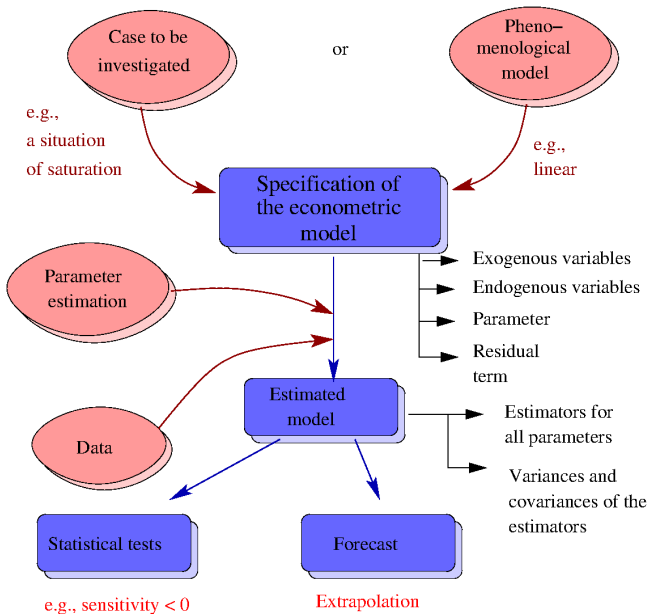 Case to be
investigated
or
Pheno-
menological
model
e.g.,
a situation
of saturation
e.g.,
linear
Specification of
the econometric
model
Exogenous variables
Endogenous variables
Parameter
Residual
term
Parameter
estimation
Estimated
model
Estimators for
all parameters
Variances and
covariances of the
estimators
Data
Statistical tests
Forecast
e.g., sensitivity < 0
Extrapolation